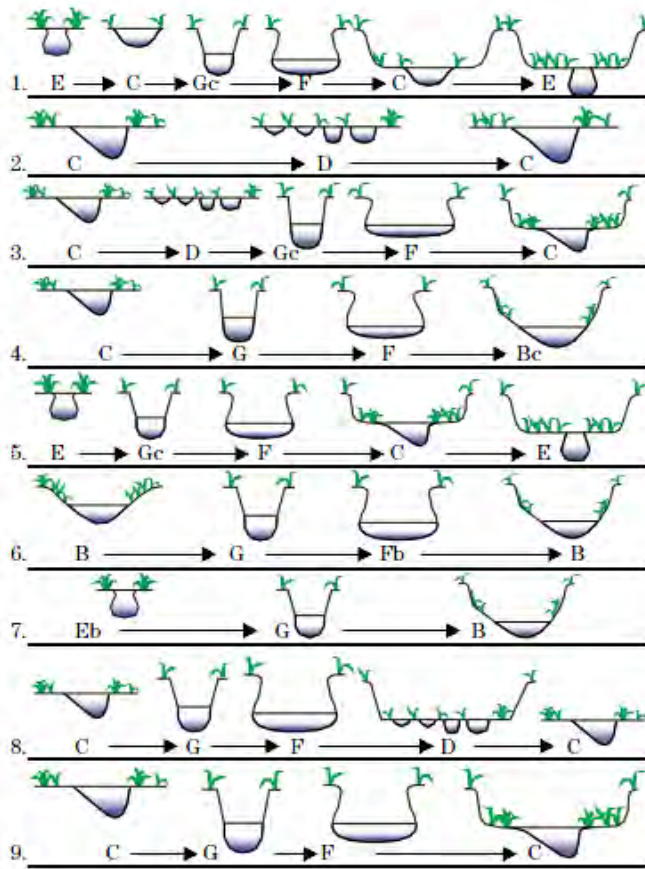 1. E C Gc F C E
2. C D C
3. C D Gc F C
4. C G F Bc
5. E Gc F C E
6. B G Fb B
7. Eb G B
8. C G F D C
9. C G F C